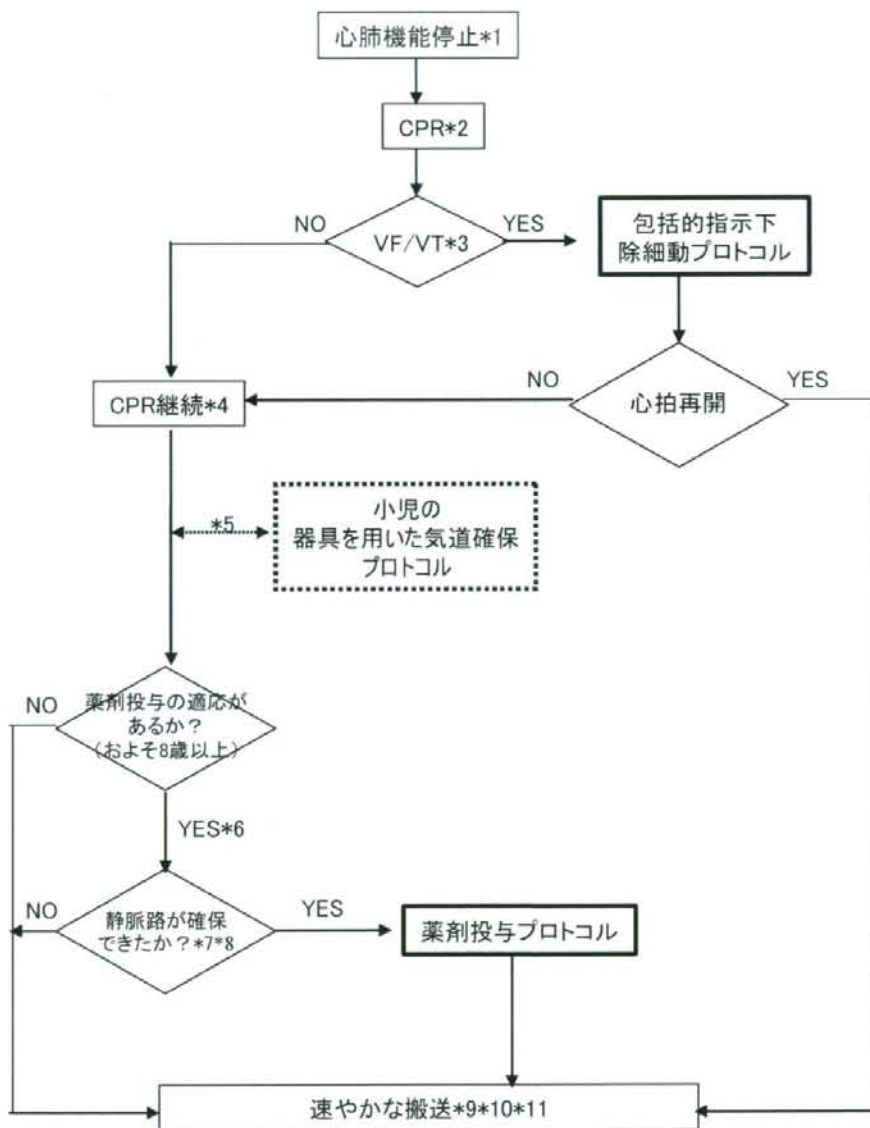 心肺機能停止*1
CPR*2
NO
YES
VF/VT*3
包括的指示下
除細動プロトコル
NO
YES
心拍再開
CPR継続*4
*5
小児の
器具を用いた気道確保
プロトコル
NO
薬剤投与の適応が
あるか？
（およそ8歳以上）
YES*6
NO
YES
静脈路が確保
できたか？*7*8
薬剤投与プロトコル
速やかな搬送*9*10*11